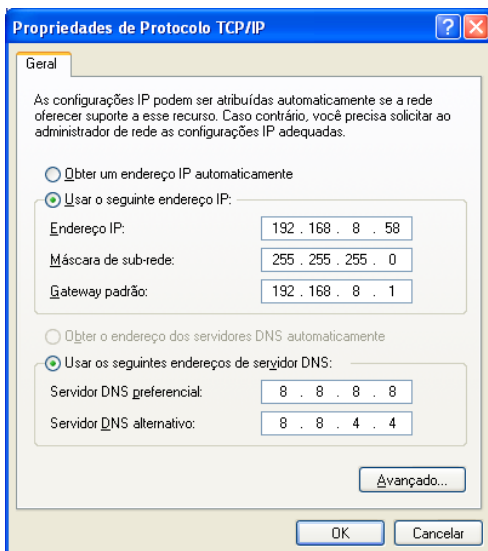 Propriedades de Protocolo TCP/IP
Geral
As configurações IP podem ser atribuídas automaticamente se a rede
oferecer suporte a esse recurso. Caso contrário, você precisa solicitar ao
administrador de rede as configurações IP adequadas.
Obter um endereço IP automaticamente
Usar o seguinte endereço IP:
Endereço IP: 192 . 168 . 8 . 58
Máscara de sub-rede: 255 . 255 . 255 . 0
Gateway padrão: 192 . 168 . 8 . 1
Obter o endereço dos servidores DNS automaticamente
Usar os seguintes endereços de servidor DNS:
Servidor DNS preferencial: 8 . 8 . 8 . 8
Servidor DNS alternativo: 8 . 8 . 4 . 4
Avançado...
OK Cancelar